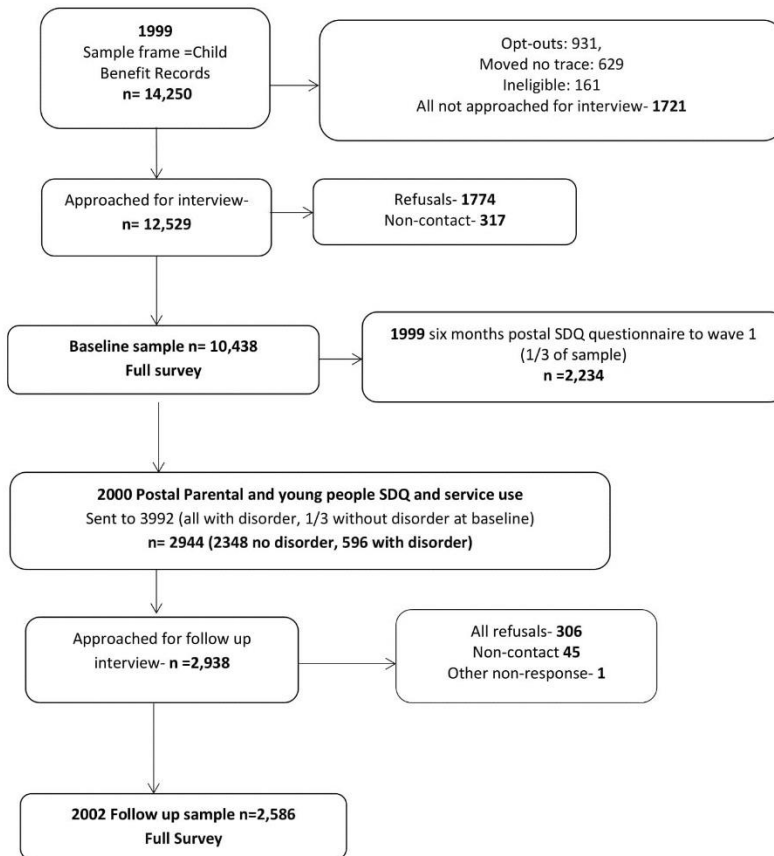 1999
Sample frame =Child
Benefit Records
n= 14,250
Opt-outs: 931,
Moved no trace: 629
Ineligible: 161
All not approached for interview- 1721
Approached for interview-
n= 12,529
Refusals- 1774
Non-contact- 317
Baseline sample n= 10,438
Full survey
1999 six months postal SDQ questionnaire to wave 1
(1/3 of sample)
n =2,234
2000 Postal Parental and young people SDQ and service use
Sent to 3992 (all with disorder, 1/3 without disorder at baseline)
n= 2944 (2348 no disorder, 596 with disorder)
Approached for follow up
interview- n =2,938
All refusals- 306
Non-contact 45
Other non-response- 1
2002 Follow up sample n=2,586
Full Survey